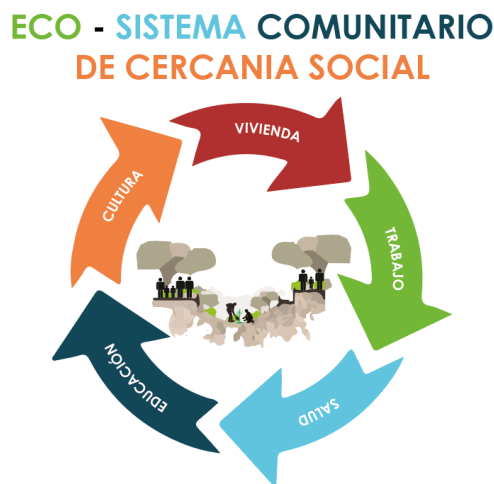 ECO - SISTEMA COMUNITARIO
DE CERCANIA SOCIAL
VIVIENDA
TRABAJO
SALUD
EDUCACIÓN
CULTURA